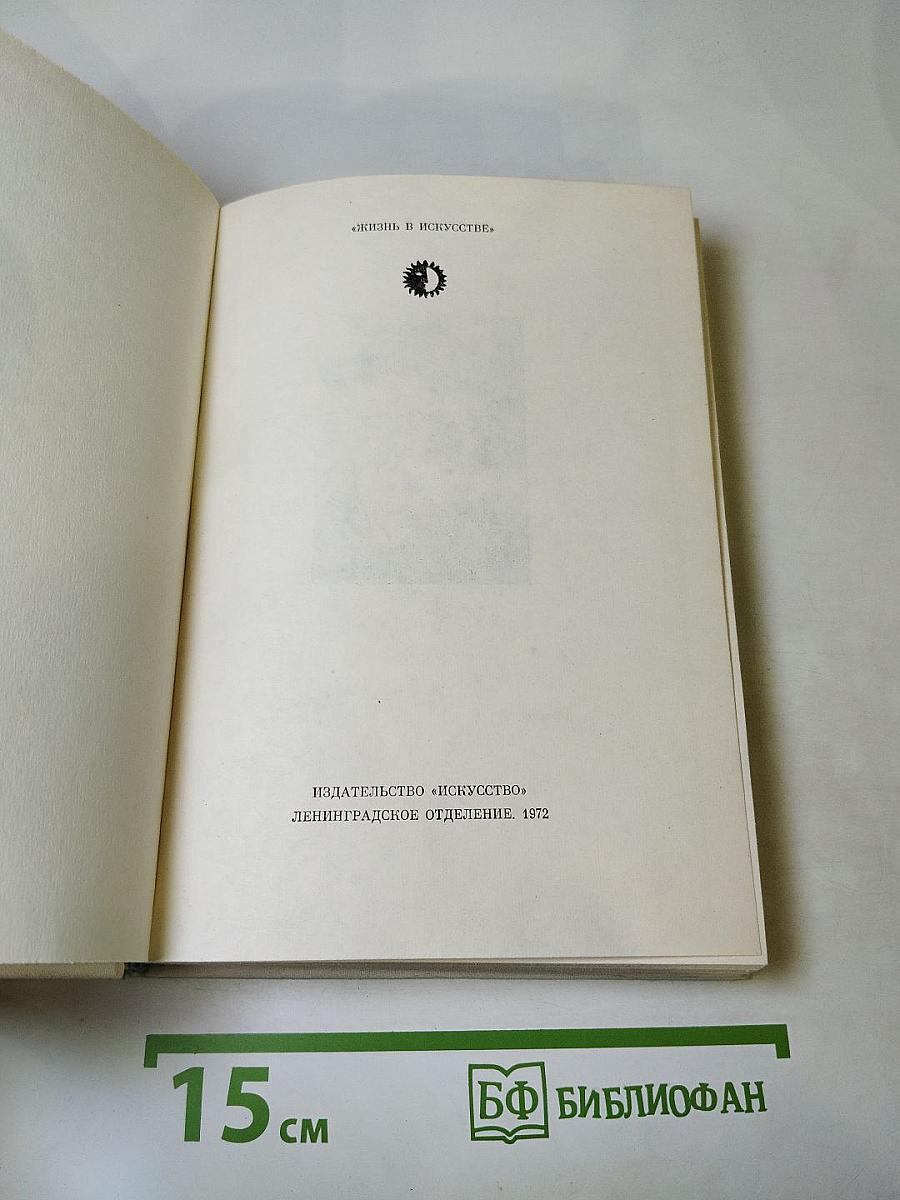 «ЖИЗНЬ В ИСКУССТВЕ»
ИЗДАТЕЛЬСТВО «ИСКУССТВО»
ЛЕНИНГРАДСКОЕ ОТДЕЛЕНИЕ. 1972
15 см
БФ БИБЛИОФАН